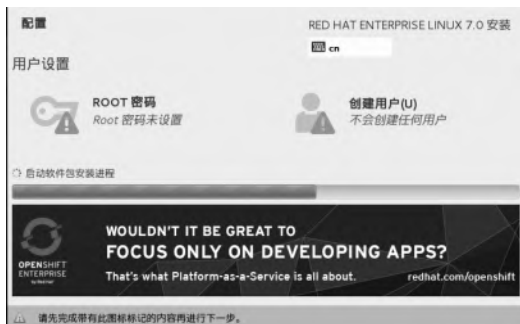 配置
RED HAT ENTERPRISE LINUX 7.0 安装
cn
用户设置
ROOT 密码
Root 密码未设置
创建用户(U)
不会创建任何用户
启动软件包安装进程
WOULDN'T IT BE GREAT TO
FOCUS ONLY ON DEVELOPING APPS?
That's what Platform-as-a-Service is all about.
redhat.com/openshift
OPENSHIFT
ENTERPRISE
by Red Hat
请先完成带有此图标标记的内容再进行下一步。